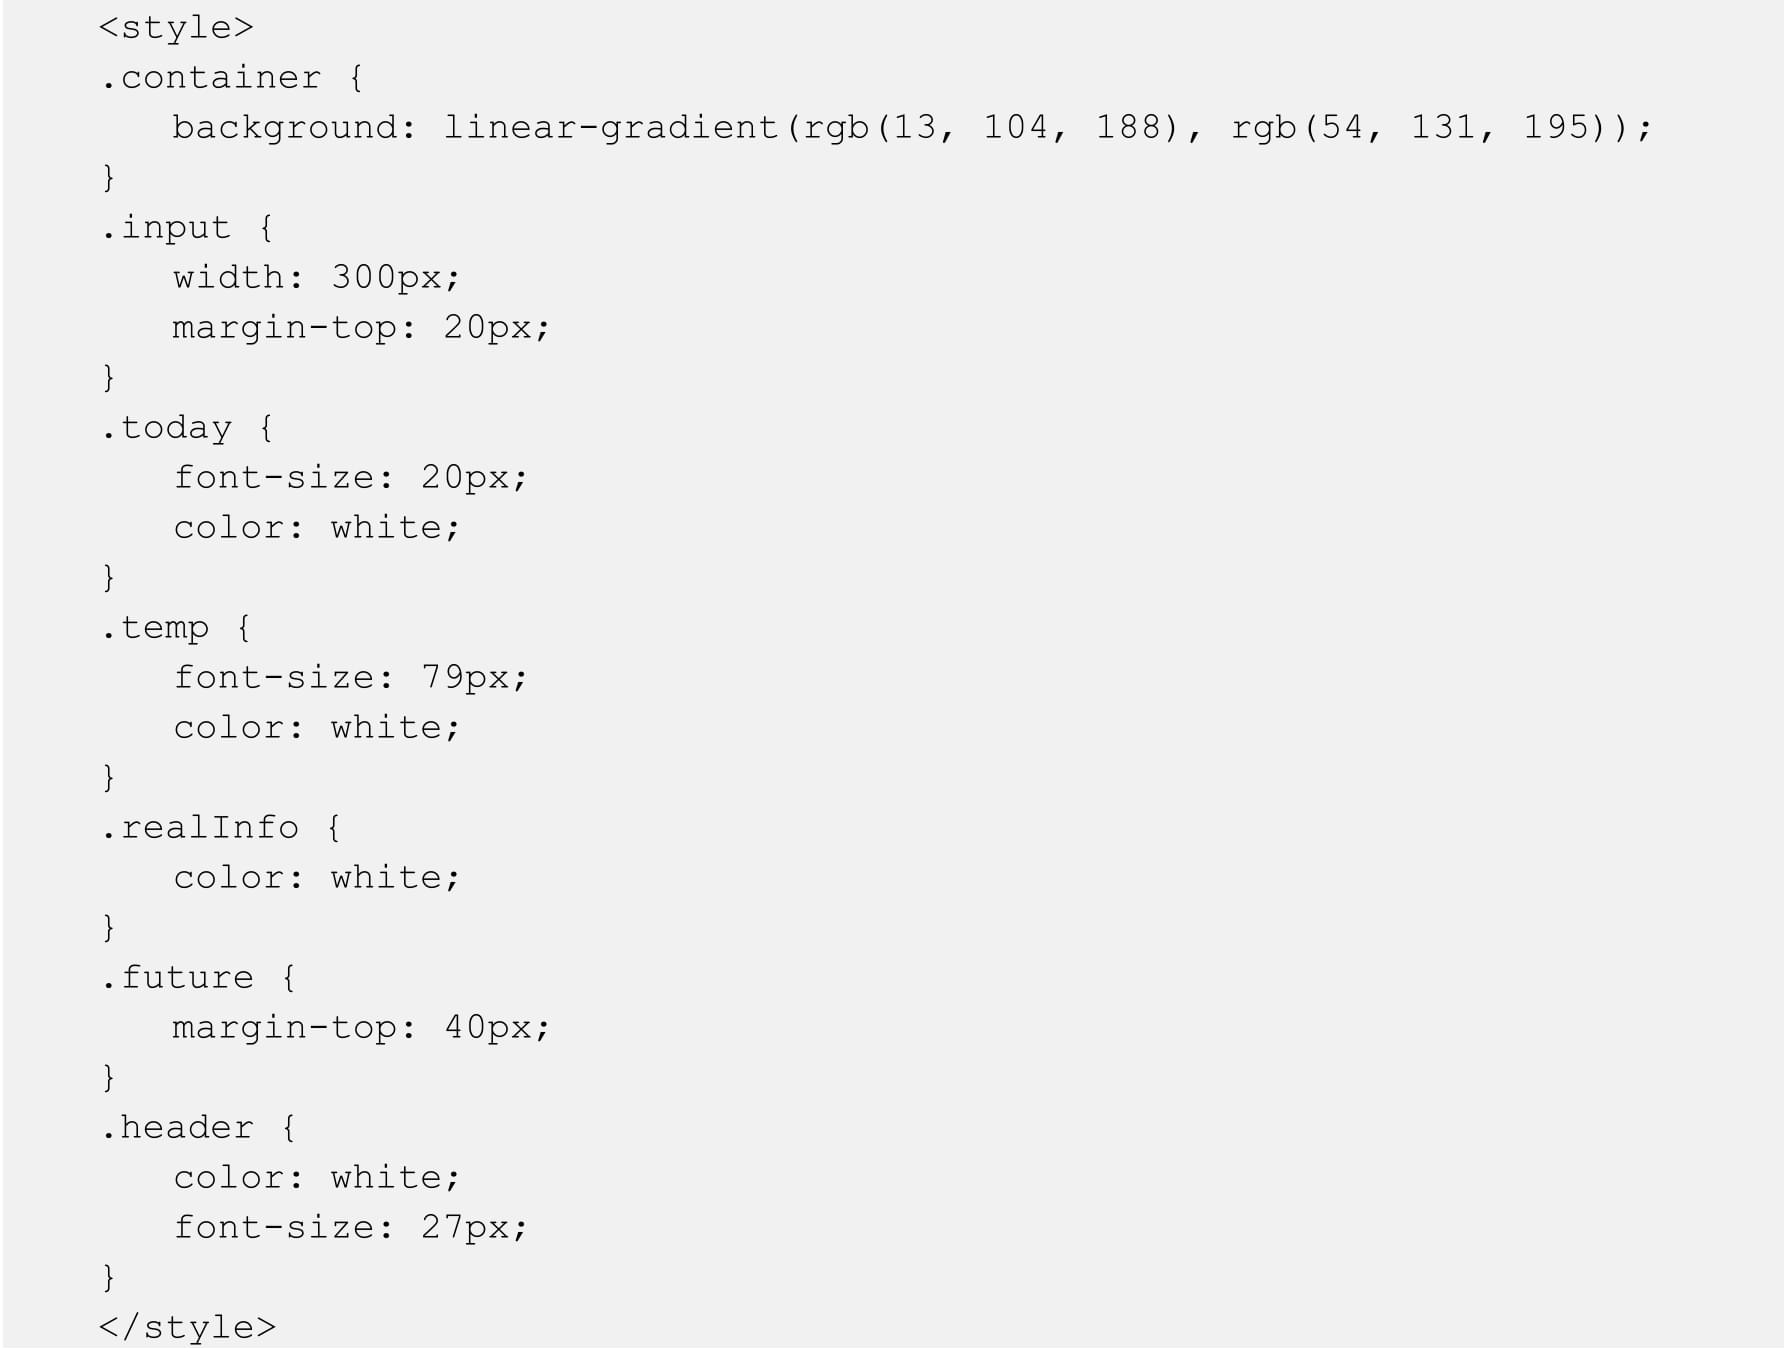 <style>
.container {
background: linear-gradient(rgb(13, 104, 188), rgb(54, 131, 195));
}
.input {
width: 300px;
margin-top: 20px;
}
.today {
font-size: 20px;
color: white;
}
.temp {
font-size: 79px;
color: white;
}
.realInfo {
color: white;
}
.future {
margin-top: 40px;
}
.header {
color: white;
font-size: 27px;
}
</style>